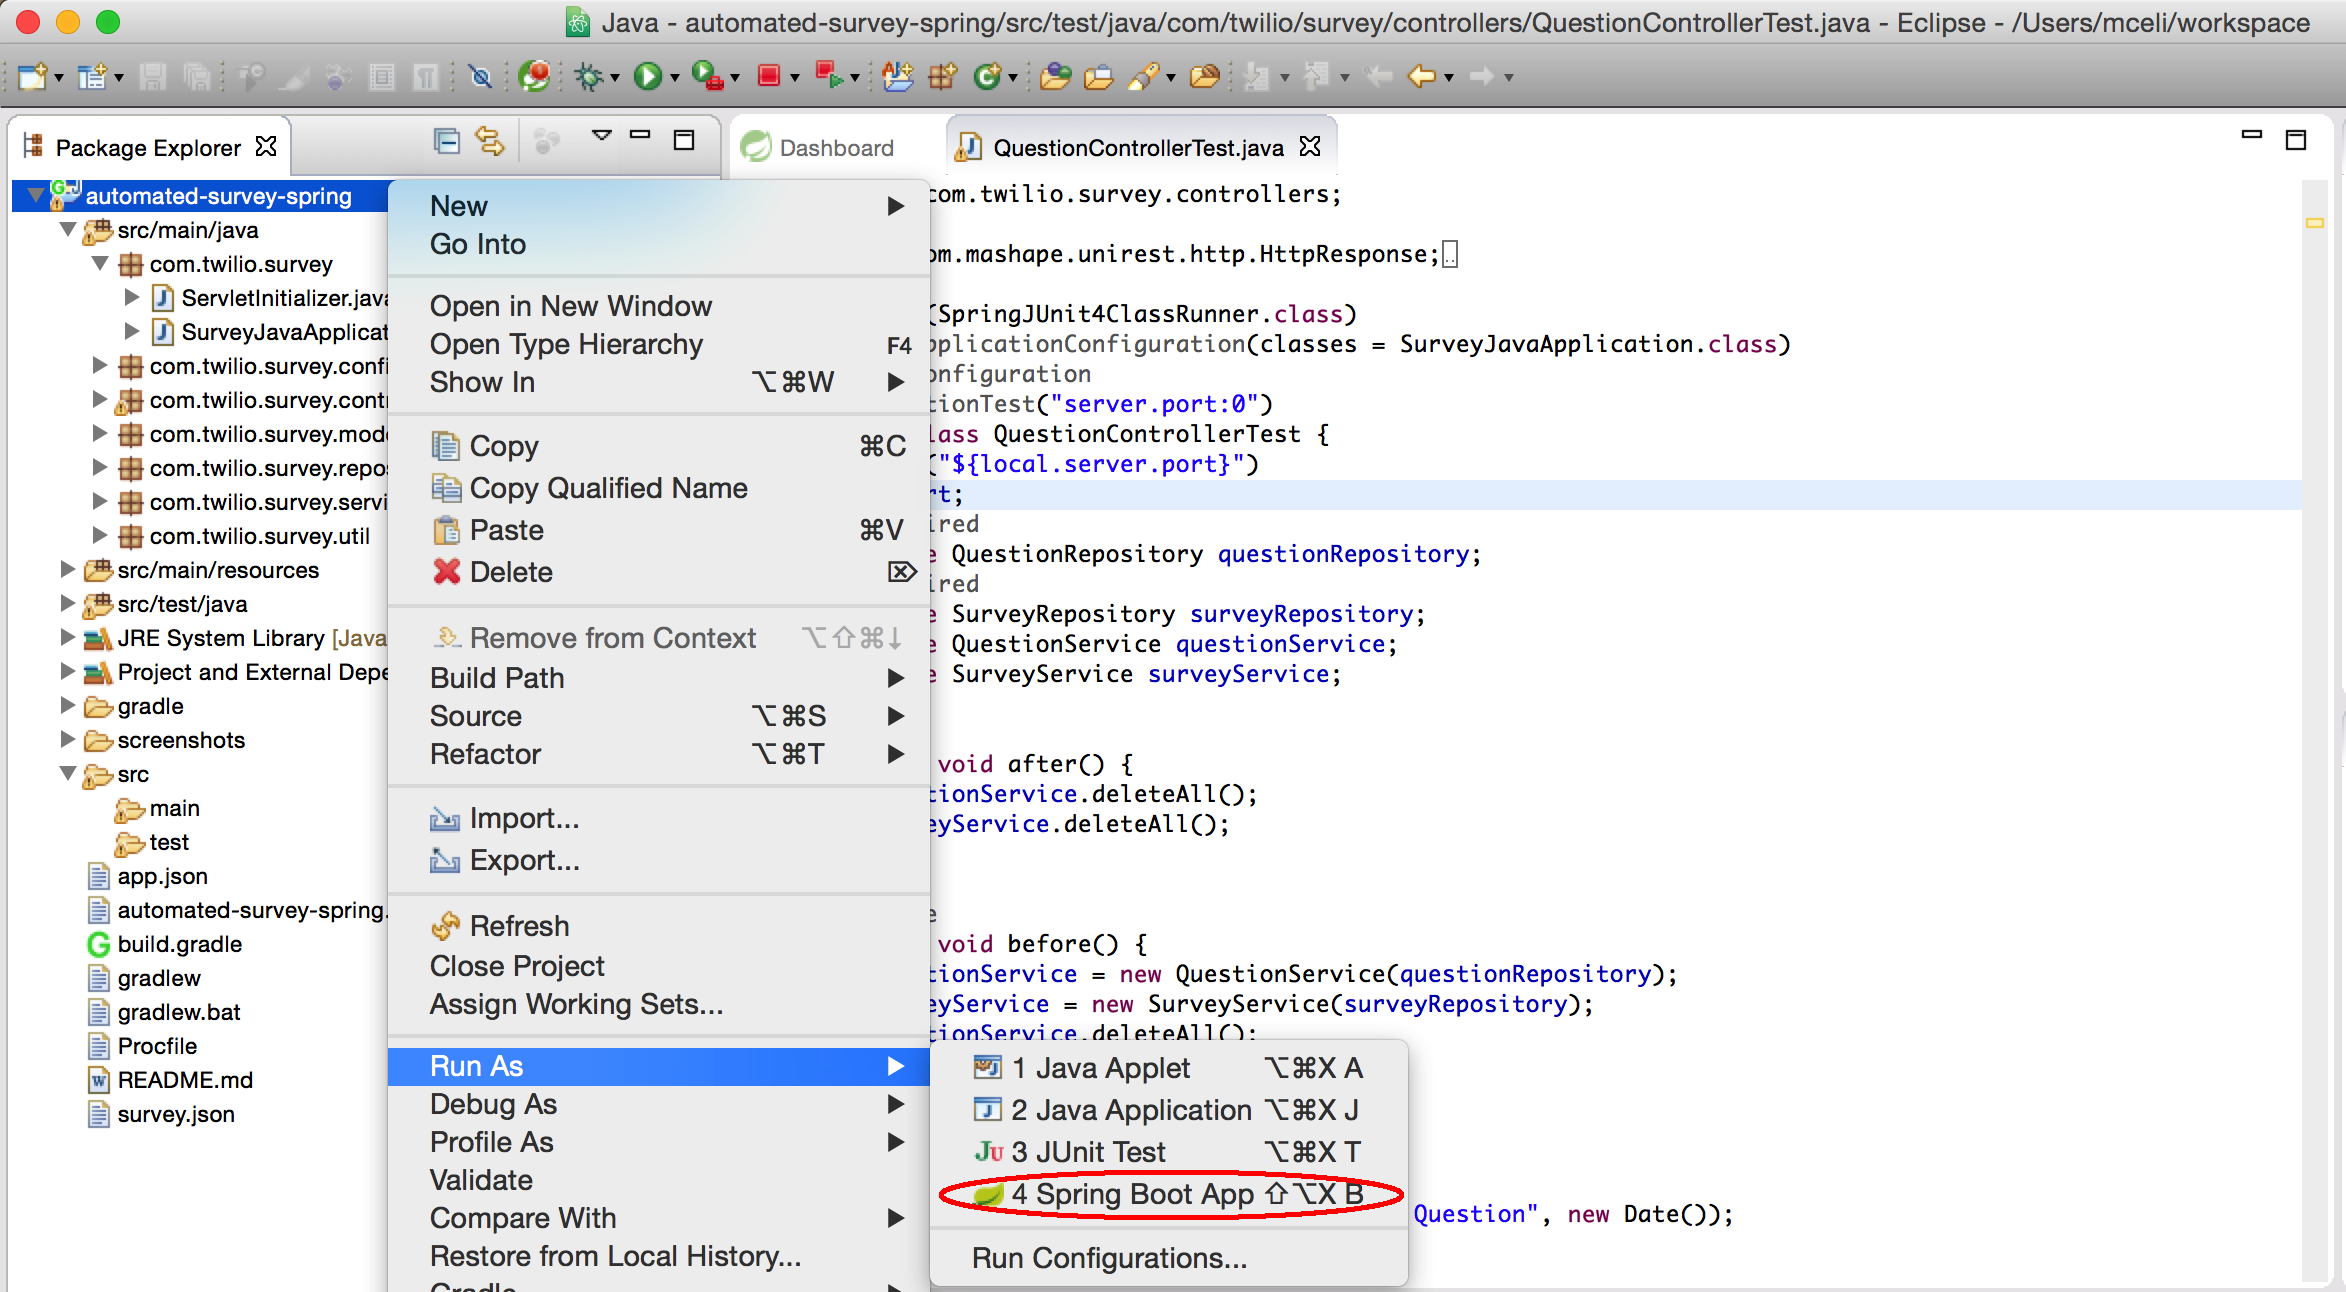 Java - automated-survey-spring/src/test/java/com/twilio/survey/controllers/QuestionControllerTest.java - Eclipse - /Users/mceli/workspace
Package Explorer
automated-survey-spring
src/main/java
com.twilio.survey
ServletInitializer.java
SurveyJavaApplicat
com.twilio.survey.confi
com.twilio.survey.cont
com.twilio.survey.mod
com.twilio.survey.repos
com.twilio.survey.servi
com.twilio.survey.util
src/main/resources
src/test/java
JRE System Library [Java
Project and External Depe
gradle
screenshots
src
main
test
app.json
automated-survey-spring.
build.gradle
gradlew
gradlew.bat
Procfile
README.md
survey.json
New
Go Into
Open in New Window
Open Type Hierarchy F4
Show In ⌥⌘W
Copy ⌘C
Copy Qualified Name
Paste ⌘V
Delete ⌦
Remove from Context ⌥⇧⌘↓
Build Path
Source ⌥⌘S
Refactor ⌥⌘T
Import...
Export...
Refresh
Close Project
Assign Working Sets...
Run As
Debug As
Profile As
Validate
Compare With
Restore from Local History...
Gradle
1 Java Applet ⌥⌘X A
2 Java Application ⌥⌘X J
3 JUnit Test ⌥⌘X T
4 Spring Boot App ⇧⌥X B
Run Configurations...
Dashboard
QuestionControllerTest.java
com.twilio.survey.controllers;
om.mashape.unirest.http.HttpResponse;
(SpringJUnit4ClassRunner.class)
pplicationConfiguration(classes = SurveyJavaApplication.class)
onfiguration
tionTest("server.port:0")
lass QuestionControllerTest {
("${local.server.port}")
rt;
ired
e QuestionRepository questionRepository;
ired
e SurveyRepository surveyRepository;
e QuestionService questionService;
e SurveyService surveyService;
void after() {
tionService.deleteAll();
eyService.deleteAll();
e
void before() {
tionService = new QuestionService(questionRepository);
eyService = new SurveyService(surveyRepository);
tionService.deleteAll();
Question", new Date());